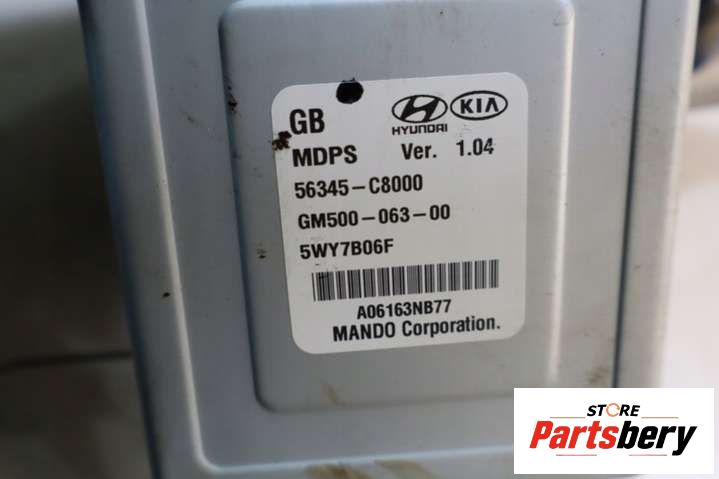 GB
HYUNDAI KIA
MDPS Ver. 1.04
56345-C8000
GM500-063-00
5WY7B06F
A06163NB77
MANDO Corporation.
STORE
Partsbery